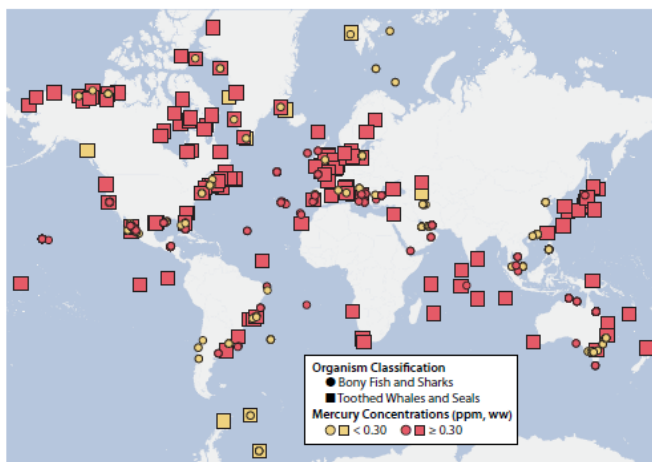 Organism Classification
Bony Fish and Sharks
Toothed Whales and Seals
Mercury Concentrations (ppm, ww)
< 0.30 ≥ 0.30